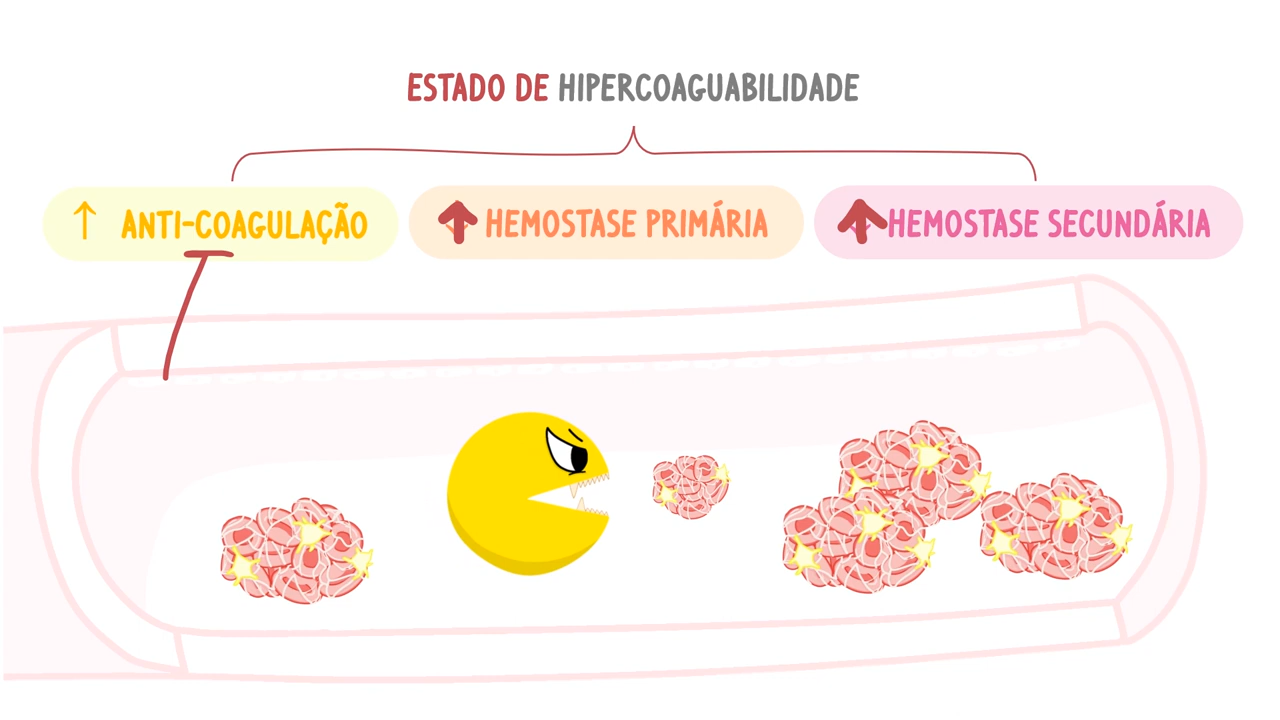 ESTADO DE HIPERCOAGUABILIDADE
↑ ANTI-COAGULAÇÃO
↑ HEMOSTASE PRIMÁRIA
↑ HEMOSTASE SECUNDÁRIA